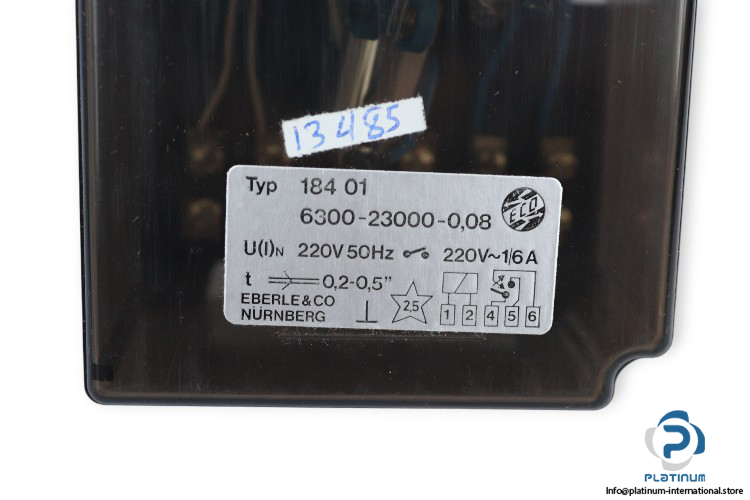 13485
Typ 184 01
6300-23000-0,08
ECO
U(I)N 220V 50Hz 220V~1/6A
t 0,2-0,5"
EBERLE&CO
NÜRNBERG
2,5
1 2 4 5 6
PLATINUM
Info@platinum-international.store